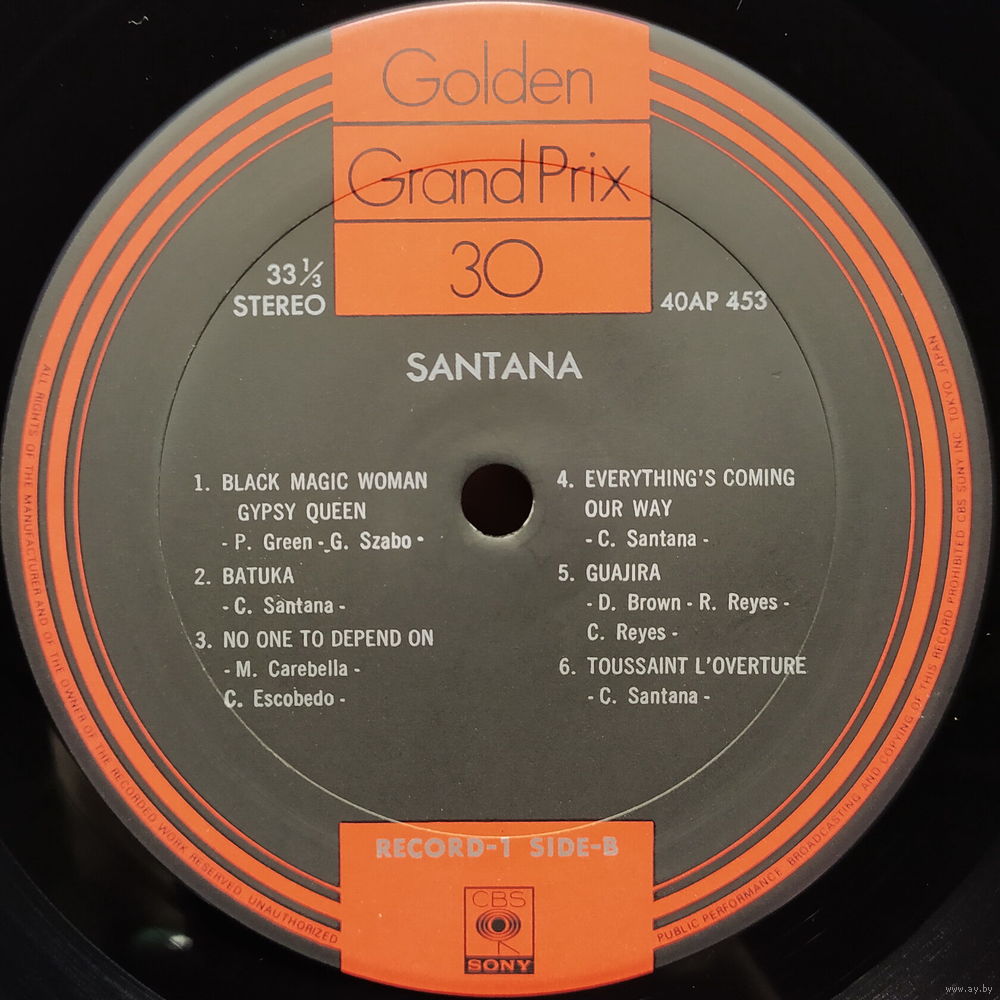 Golden
Grand Prix
30
33 1/3
STEREO
40AP 453
SANTANA
1. BLACK MAGIC WOMAN
GYPSY QUEEN
- P. Green - G. Szabo -
2. BATUKA
- C. Santana -
3. NO ONE TO DEPEND ON
- M. Carebella -
C. Escobedo -
4. EVERYTHING'S COMING
OUR WAY
- C. Santana -
5. GUAJIRA
- D. Brown - R. Reyes -
C. Reyes -
6. TOUSSAINT L'OVERTURE
- C. Santana -
RECORD-1 SIDE-B
CBS
SONY
ALL RIGHTS OF THE MANUFACTURER AND OF THE OWNER OF THE RECORDED WORK RESERVED. UNAUTHORIZED
PUBLIC PERFORMANCE BROADCASTING AND COPYING OF THIS RECORD PROHIBITED CBS SONY INC. TOKYO JAPAN
www.ay.by